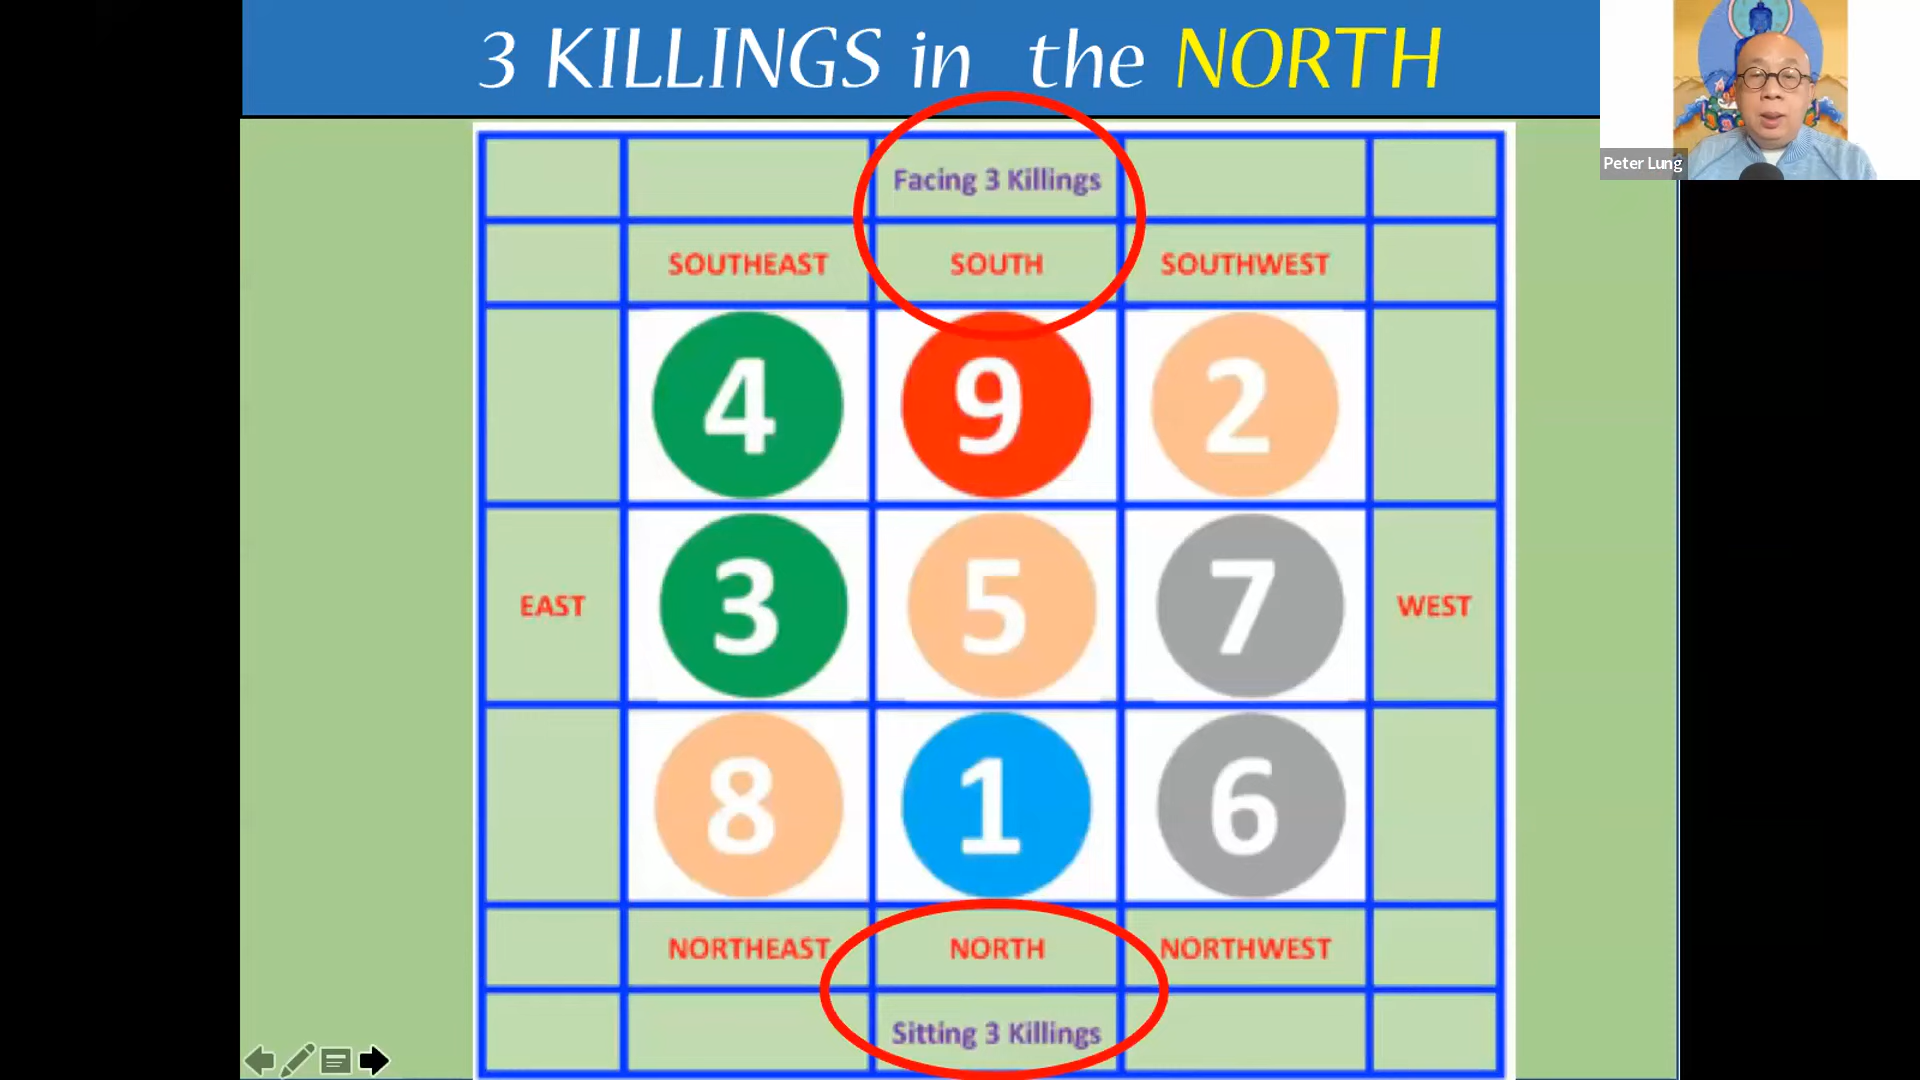 3 KILLINGS in the NORTH
Peter Lung
Facing 3 Killings
SOUTHEAST SOUTH SOUTHWEST
4 9 2
EAST 3 5 7 WEST
8 1 6
NORTHEAST NORTH NORTHWEST
Sitting 3 Killings